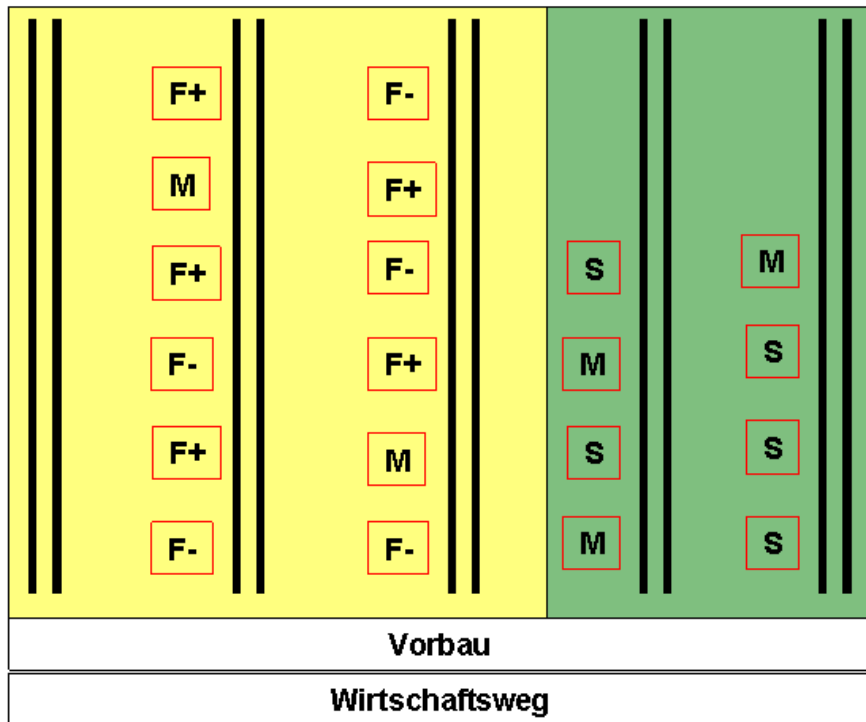 F+ F-
M F+
F+ F- S M
F- F+ M S
F+ M S S
F- F- M S
Vorbau
Wirtschaftsweg